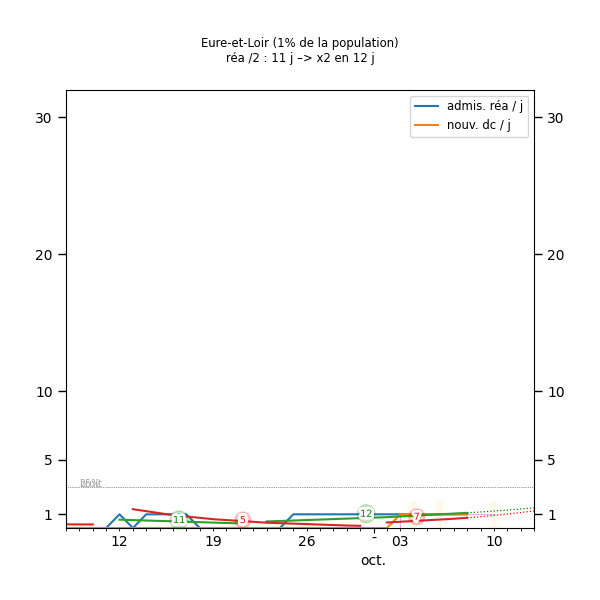 Eure-et-Loir (1% de la population)
réa /2 : 11 j –> x2 en 12 j
admis. réa / j
nouv. dc / j
30 30
20 20
10 10
5 5
1 1
11 5 12 7
12 19 26 - 03 10
oct.